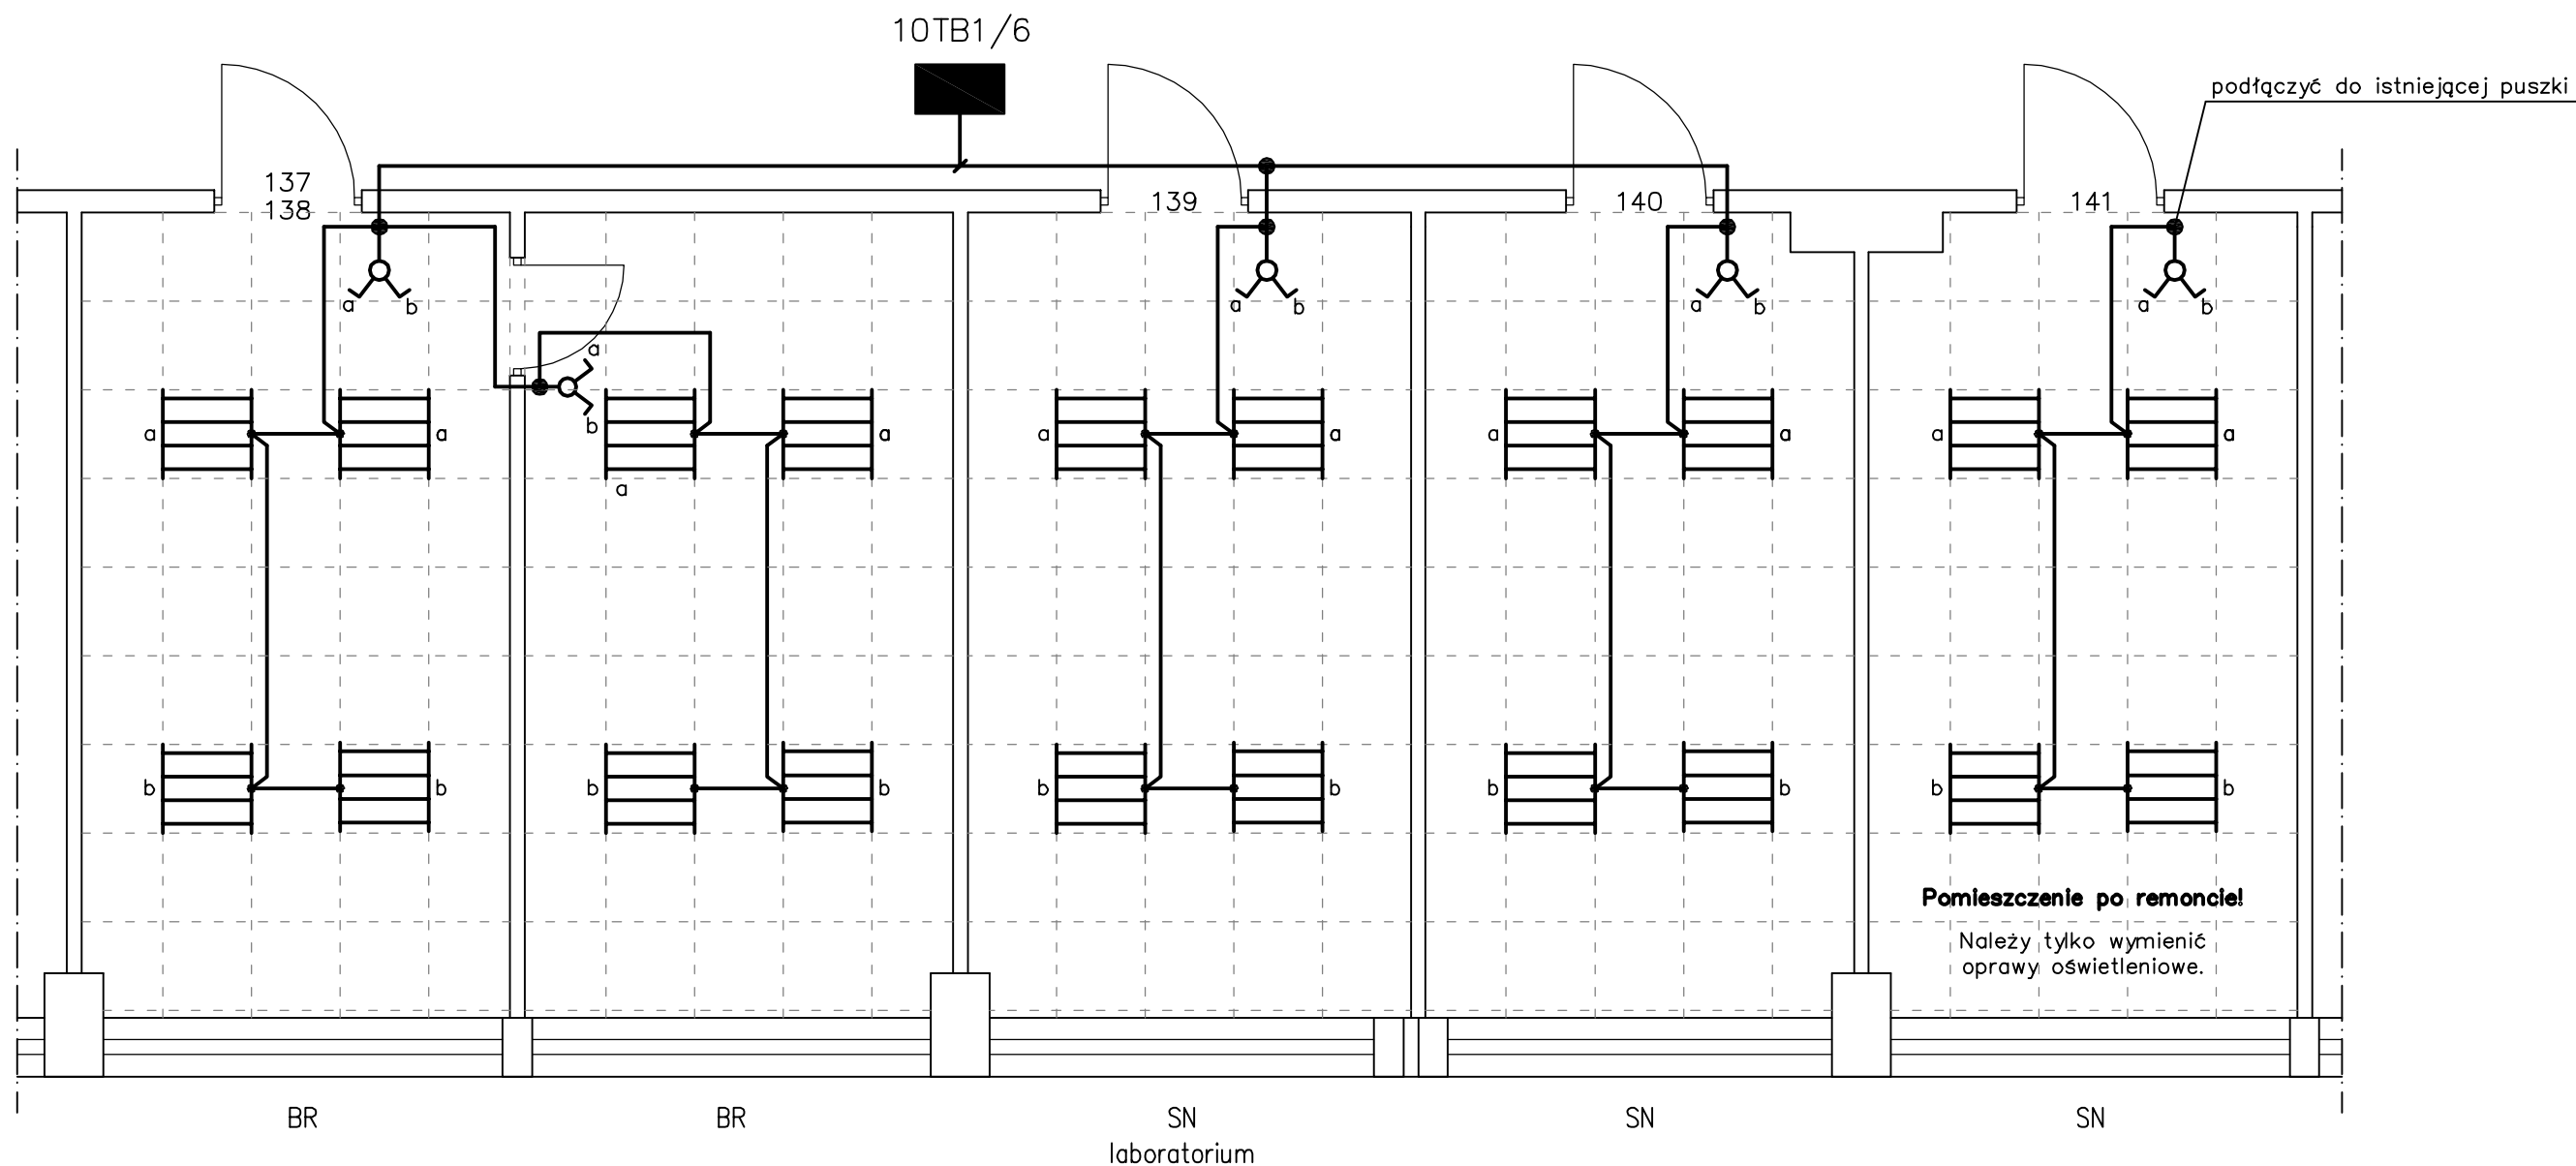 10TB1/6
podłączyć do istniejącej puszki
137
138
139
140
141
a
b
a
b
a
b
a
b
a
b
a
a
a
a
a
a
a
a
a
a
b
b
b
b
b
b
b
b
b
b
Pomieszczenie po remoncie!
Należy tylko wymienić
oprawy oświetleniowe.
BR
BR
SN
SN
SN
laboratorium